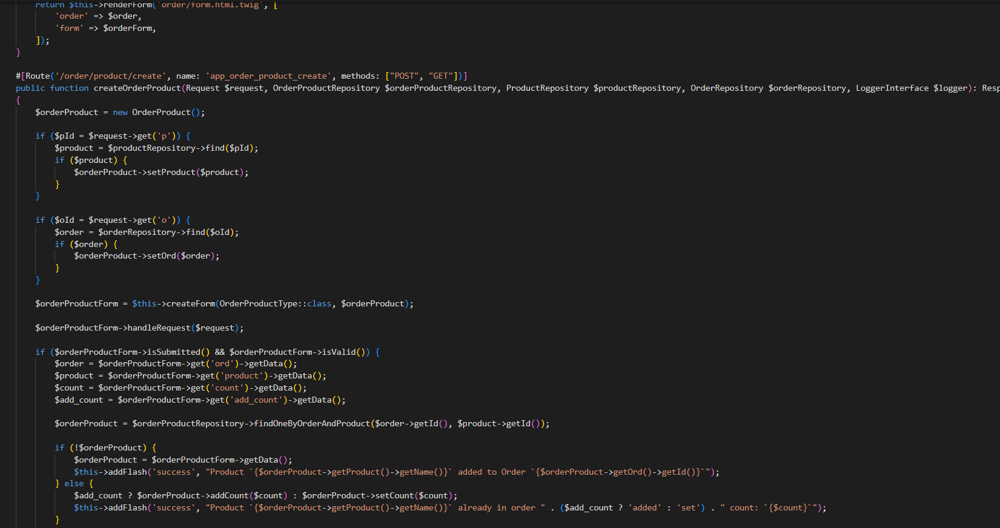 return $this->renderForm('order/form.html.twig', [
'order' => $order,
'form' => $orderForm,
]);
}
#[Route('/order/product/create', name: 'app_order_product_create', methods: ["POST", "GET"])]
public function createOrderProduct(Request $request, OrderProductRepository $orderProductRepository, ProductRepository $productRepository, OrderRepository $orderRepository, LoggerInterface $logger): Resp
{
$orderProduct = new OrderProduct();
if ($pId = $request->get('p')) {
$product = $productRepository->find($pId);
if ($product) {
$orderProduct->setProduct($product);
}
}
if ($oId = $request->get('o')) {
$order = $orderRepository->find($oId);
if ($order) {
$orderProduct->setOrd($order);
}
}
$orderProductForm = $this->createForm(OrderProductType::class, $orderProduct);
$orderProductForm->handleRequest($request);
if ($orderProductForm->isSubmitted() && $orderProductForm->isValid()) {
$order = $orderProductForm->get('ord')->getData();
$product = $orderProductForm->get('product')->getData();
$count = $orderProductForm->get('count')->getData();
$add_count = $orderProductForm->get('add_count')->getData();
$orderProduct = $orderProductRepository->findOneByOrderAndProduct($order->getId(), $product->getId());
if (!$orderProduct) {
$orderProduct = $orderProductForm->getData();
$this->addFlash('success', "Product `{$orderProduct->getProduct()->getName()}` added to Order `{$orderProduct->getOrd()->getId()}`");
} else {
$add_count ? $orderProduct->addCount($count) : $orderProduct->setCount($count);
$this->addFlash('success', "Product `{$orderProduct->getProduct()->getName()}` already in order " . ($add_count ? 'added' : 'set') . " count: `{$count}`");
}